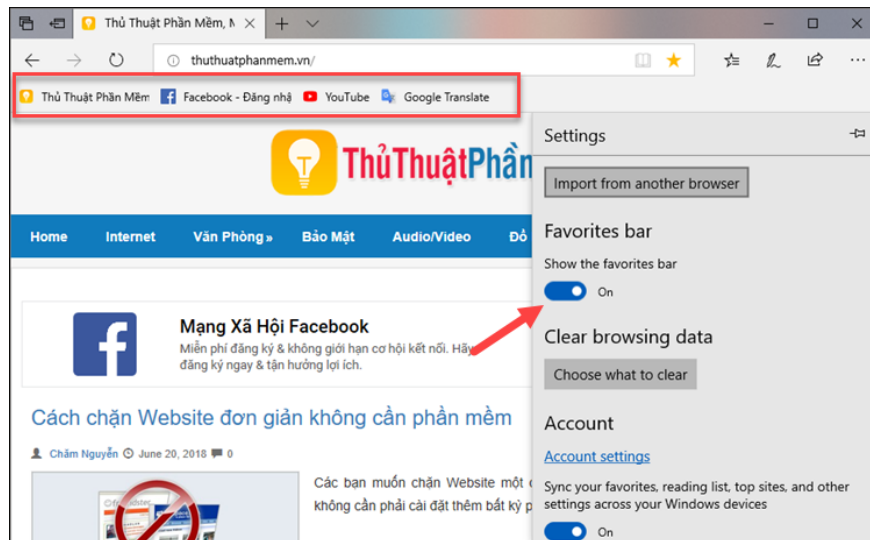 Thủ Thuật Phần Mềm, M
thuthuatphanmem.vn/
Thủ Thuật Phần Mềm
Facebook - Đăng nhậ
YouTube
Google Translate
ThủThuậtPhần
Home Internet Văn Phòng» Bảo Mật Audio/Video Đồ
Mạng Xã Hội Facebook
Miễn phí đăng ký & không giới hạn cơ hội kết nối. Hãy
đăng ký ngay & tận hưởng lợi ích.
Cách chặn Website đơn giản không cần phần mềm
Chăm Nguyễn June 20, 2018 0
Các bạn muốn chặn Website một
không cần phải cài đặt thêm bất kỳ
Settings
Import from another browser
Favorites bar
Show the favorites bar
On
Clear browsing data
Choose what to clear
Account
Account settings
Sync your favorites, reading list, top sites, and other
settings across your Windows devices
On